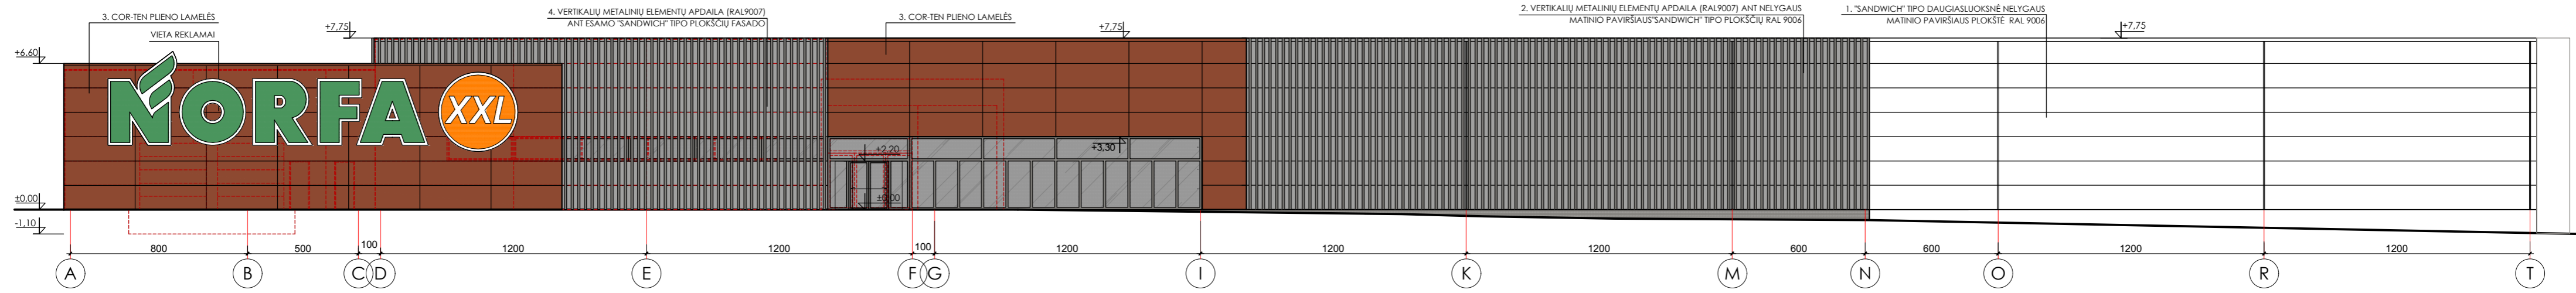 3. COR-TEN PLIENO LAMELĖS
VIETA REKLAMAI
4. VERTIKALIŲ METALINIŲ ELEMENTŲ APDAILA (RAL9007)
ANT ESAMO "SANDWICH" TIPO PLOKŠČIŲ FASADO
3. COR-TEN PLIENO LAMELĖS
2. VERTIKALIŲ METALINIŲ ELEMENTŲ APDAILA (RAL9007) ANT NELYGAUS
MATINIO PAVIRŠIAUS"SANDWICH" TIPO PLOKŠČIŲ RAL 9006
1. "SANDWICH" TIPO DAUGIASLUOKSNĖ NELYGAUS
MATINIO PAVIRŠIAUS PLOKŠTĖ RAL 9006
+7,75
+7,75
+7,75
+6,60
NORFA XXL
+2,20
+3,30
±0,00
±0,00
-1,10
800
500
100
1200
1200
100
1200
1200
1200
600
600
1200
1200
A
B
C
D
E
F
G
I
K
M
N
O
R
T